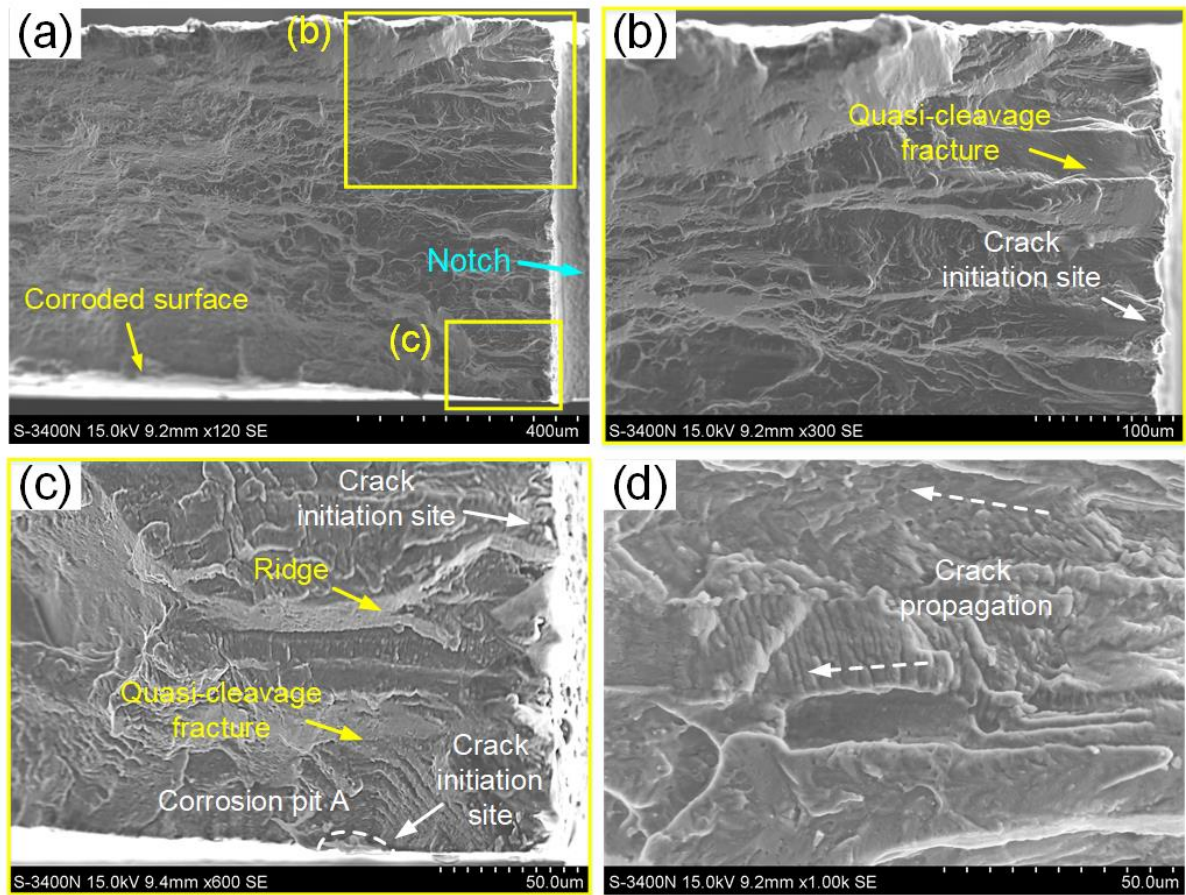 (a)
(b)
Notch
Corroded surface
(c)
S-3400N 15.0kV 9.2mm x120 SE
400um
(b)
Quasi-cleavage
fracture
Crack
initiation site
S-3400N 15.0kV 9.2mm x300 SE
100um
(c)
Crack
initiation site
Ridge
Quasi-cleavage
fracture
Crack
initiation
site
Corrosion pit A
S-3400N 15.0kV 9.4mm x600 SE
50.0um
(d)
Crack
propagation
S-3400N 15.0kV 9.2mm x1.00k SE
50.0um